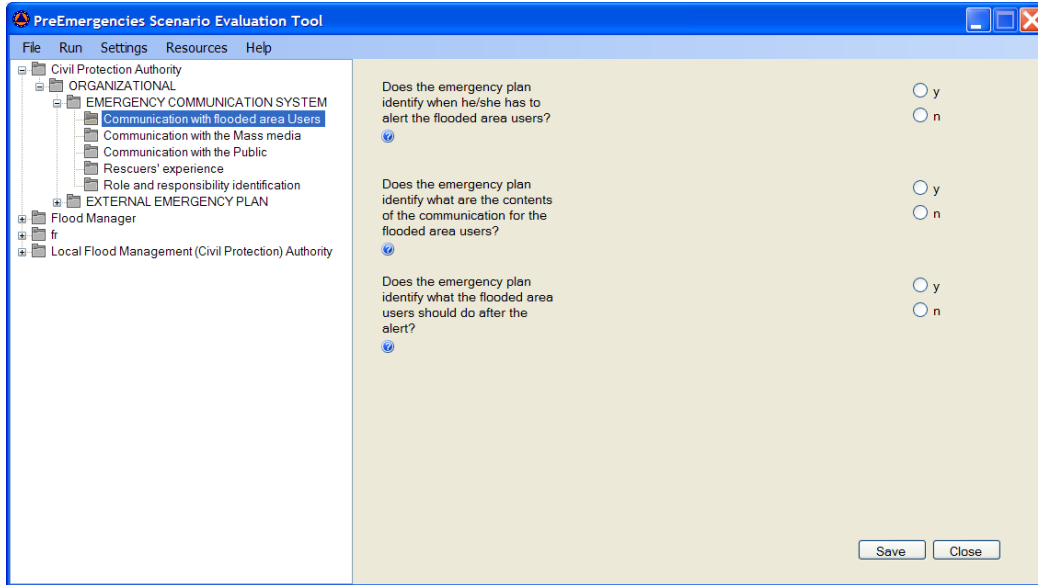 PreEmergencies Scenario Evaluation Tool
File Run Settings Resources Help
Civil Protection Authority
ORGANIZATIONAL
EMERGENCY COMMUNICATION SYSTEM
Communication with flooded area Users
Communication with the Mass media
Communication with the Public
Rescuers' experience
Role and responsibility identification
EXTERNAL EMERGENCY PLAN
Flood Manager
fr
Local Flood Management (Civil Protection) Authority
Does the emergency plan
identify when he/she has to
alert the flooded area users?
y
n
Does the emergency plan
identify what are the contents
of the communication for the
flooded area users?
y
n
Does the emergency plan
identify what the flooded area
users should do after the
alert?
y
n
Save Close